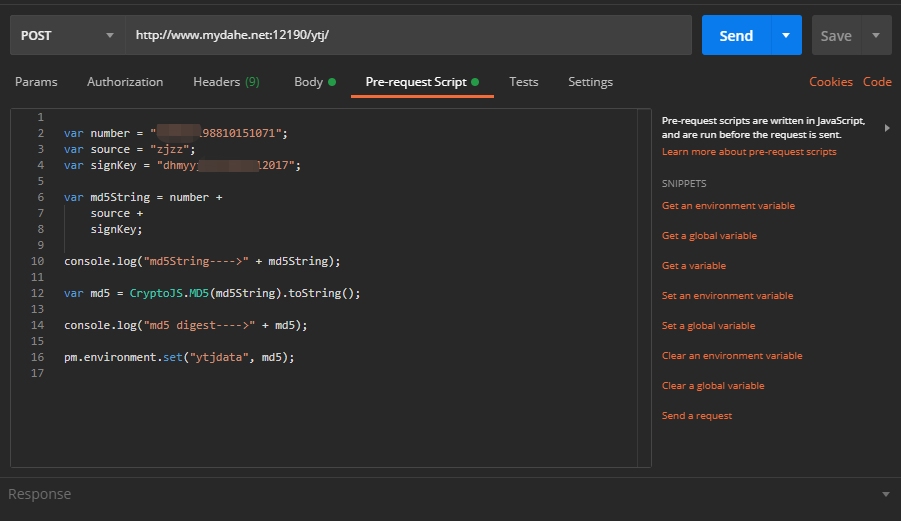 POST http://www.mydahe.net:12190/ytj/ Send Save
Params Authorization Headers (9) Body Pre-request Script Tests Settings Cookies Code
1
2 var number = " 98810151071";
3 var source = "zjzz";
4 var signKey = "dhmyy 2017";
5
6 var md5String = number +
7 source +
8 signKey;
9
10 console.log("md5String---->" + md5String);
11
12 var md5 = CryptoJS.MD5(md5String).toString();
13
14 console.log("md5 digest---->" + md5);
15
16 pm.environment.set("ytjdata", md5);
17
Pre-request scripts are written in JavaScript,
and are run before the request is sent.
Learn more about pre-request scripts
SNIPPETS
Get an environment variable
Get a global variable
Get a variable
Set an environment variable
Set a global variable
Clear an environment variable
Clear a global variable
Send a request
Response